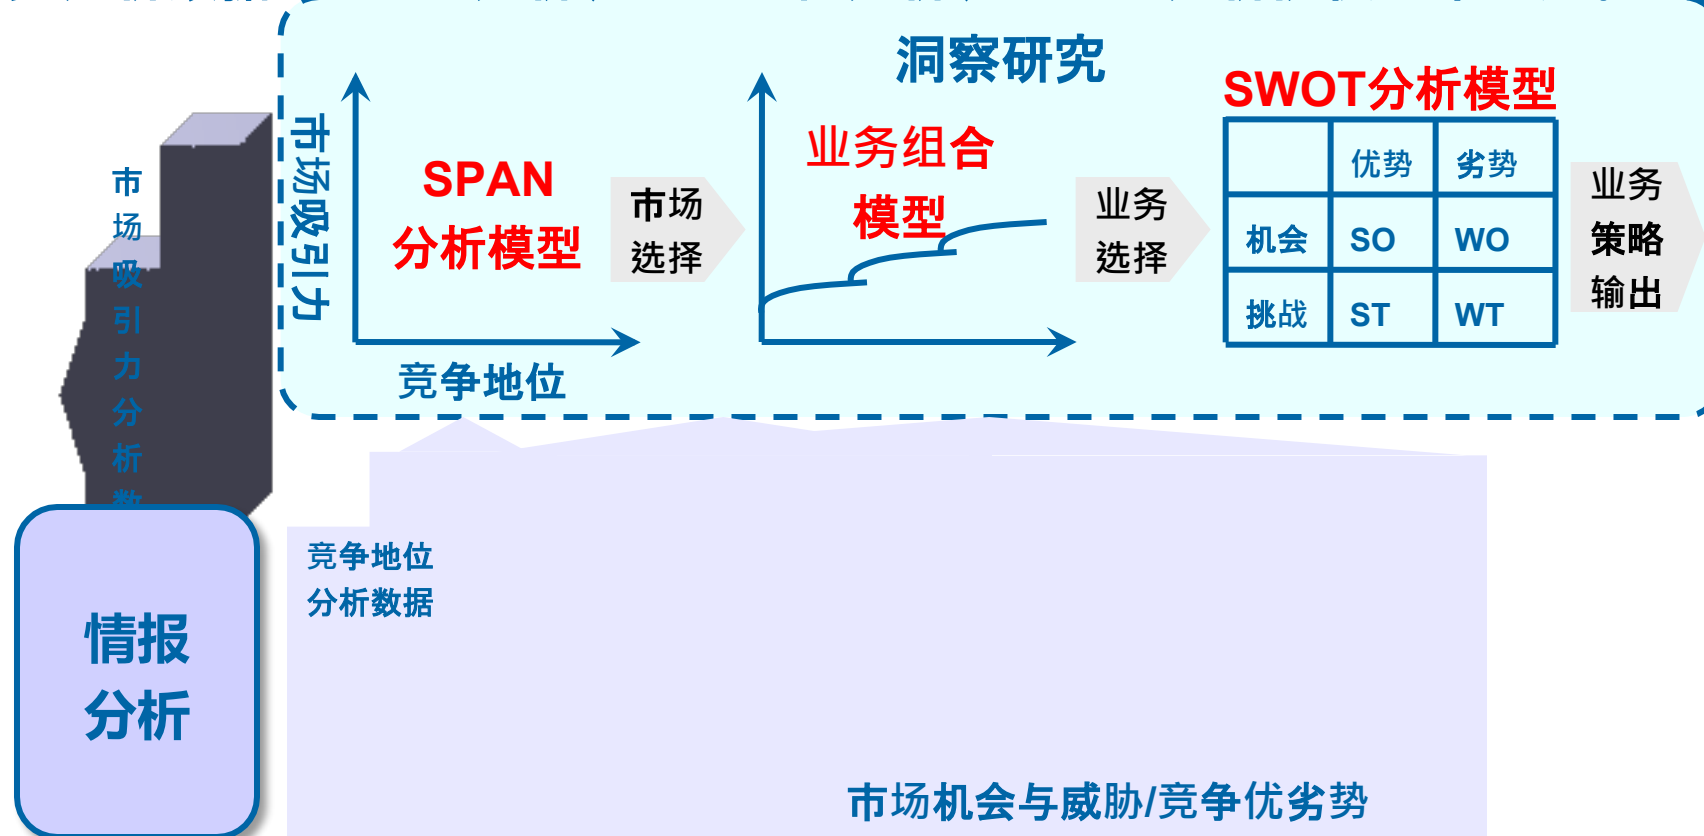 洞察研究
市场吸引力
SPAN
分析模型
竞争地位
市场
选择
业务组合
模型
业务
选择
SWOT分析模型
优势 劣势
机会 SO WO
挑战 ST WT
业务
策略
输出
市
场
吸
引
力
分
析
数
情报
分析
竞争地位
分析数据
市场机会与威胁/竞争优劣势